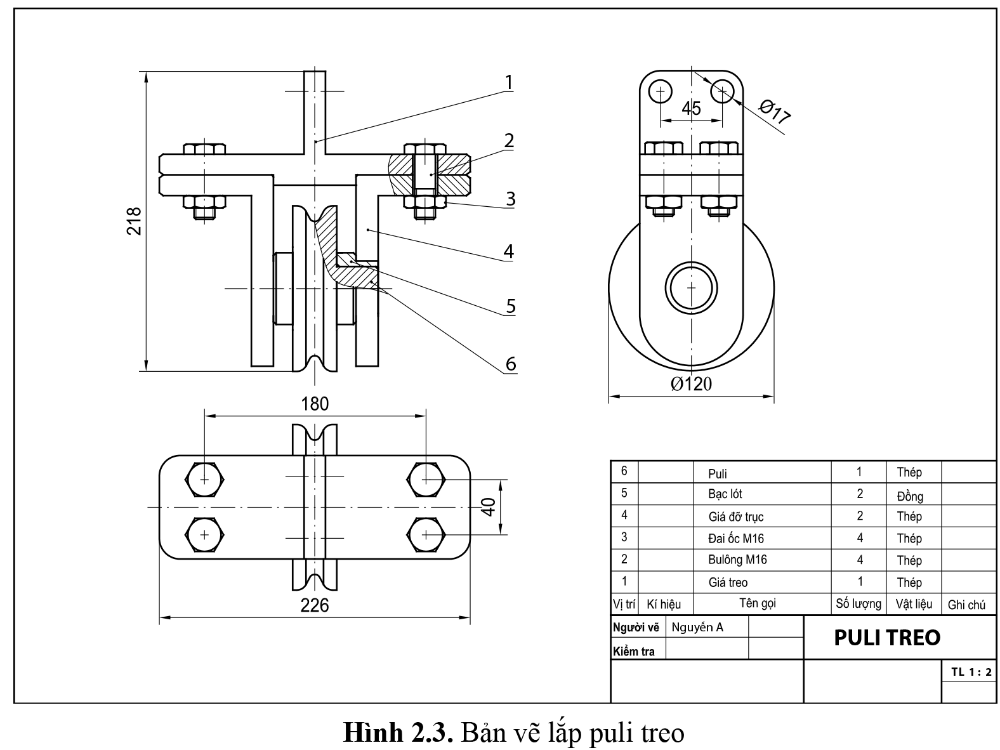 1
2
3
4
5
6
218
45
Ø17
Ø120
180
40
226
6 Puli 1 Thép
5 Bạc lót 2 Đồng
4 Giá đỡ trục 2 Thép
3 Đai ốc M16 4 Thép
2 Bulông M16 4 Thép
1 Giá treo 1 Thép
Vị trí Kí hiệu Tên gọi Số lượng Vật liệu Ghi chú
Người vẽ Nguyễn A
Kiểm tra
PULI TREO
TL 1 : 2
Hình 2.3. Bản vẽ lắp puli treo